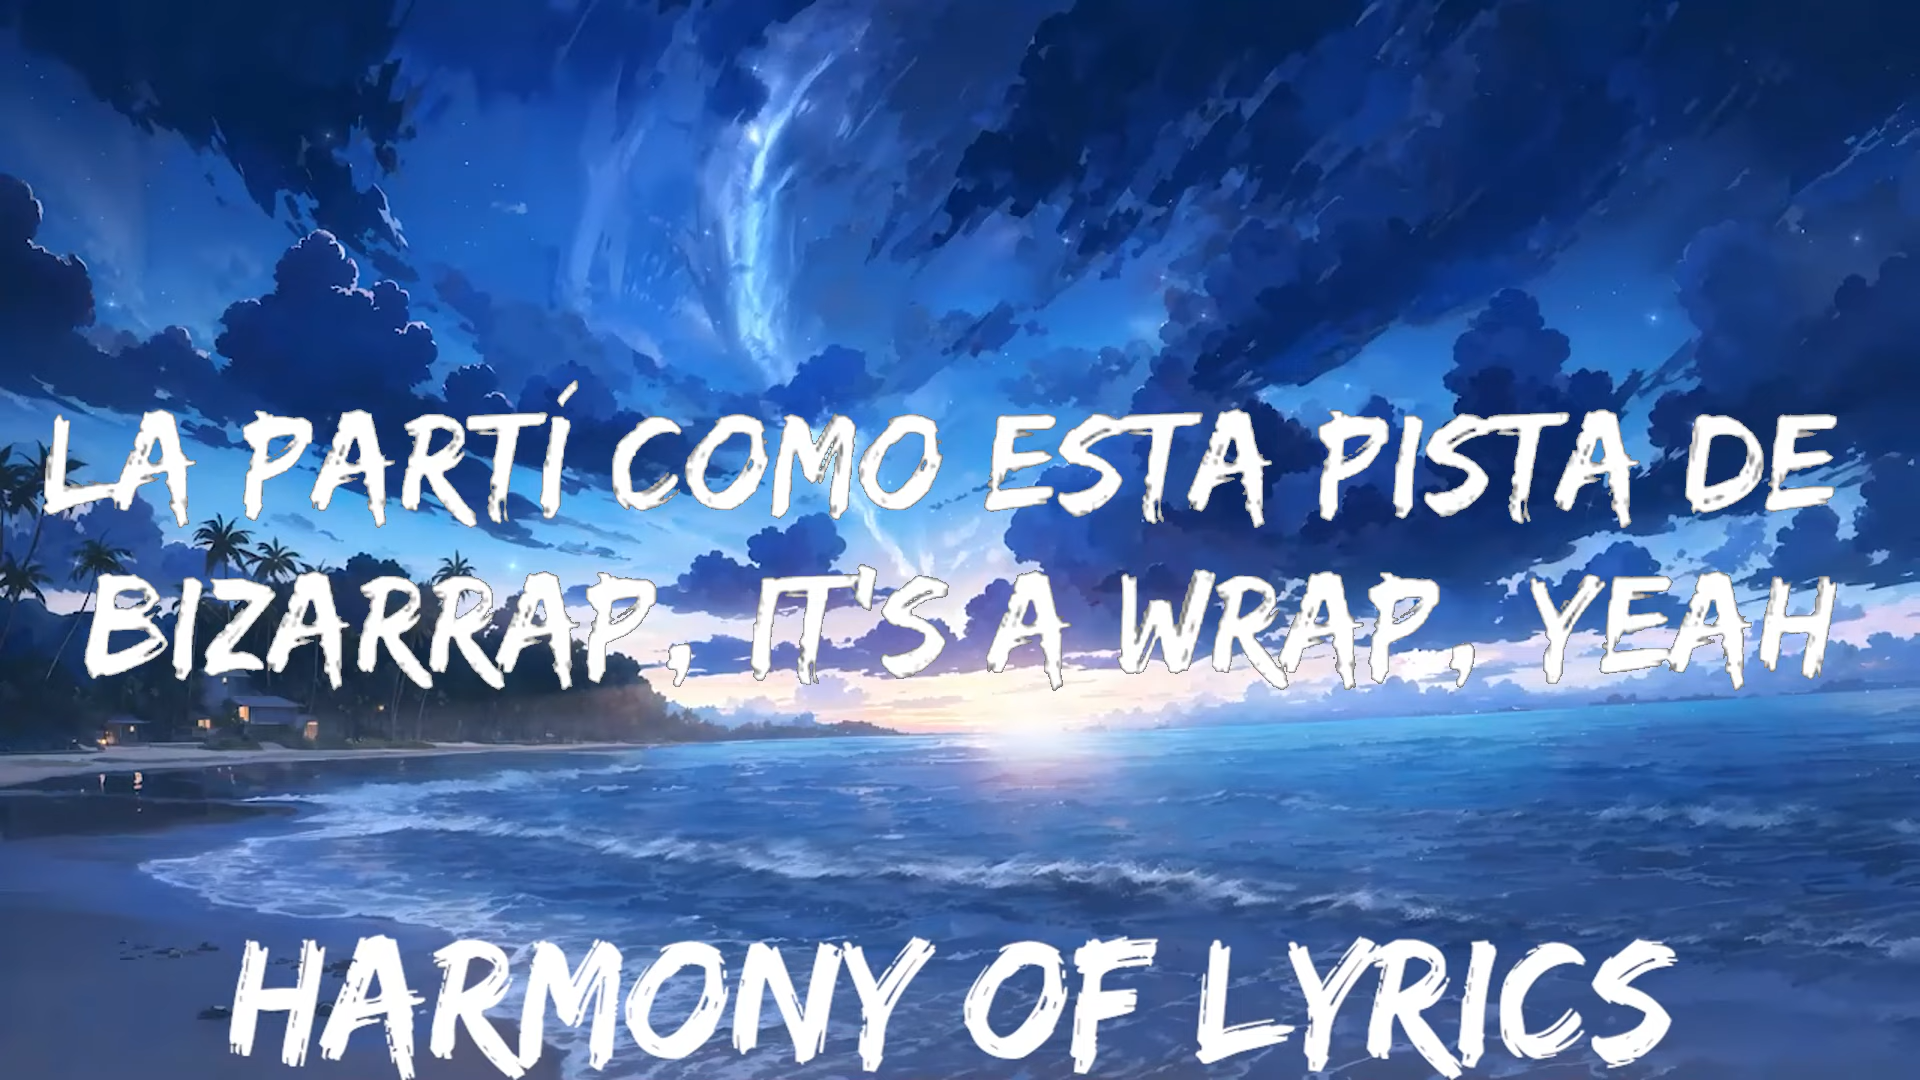 LA PARTÍ COMO ESTA PISTA DE
BIZARRAP, IT'S A WRAP, YEAH
HARMONY OF LYRICS